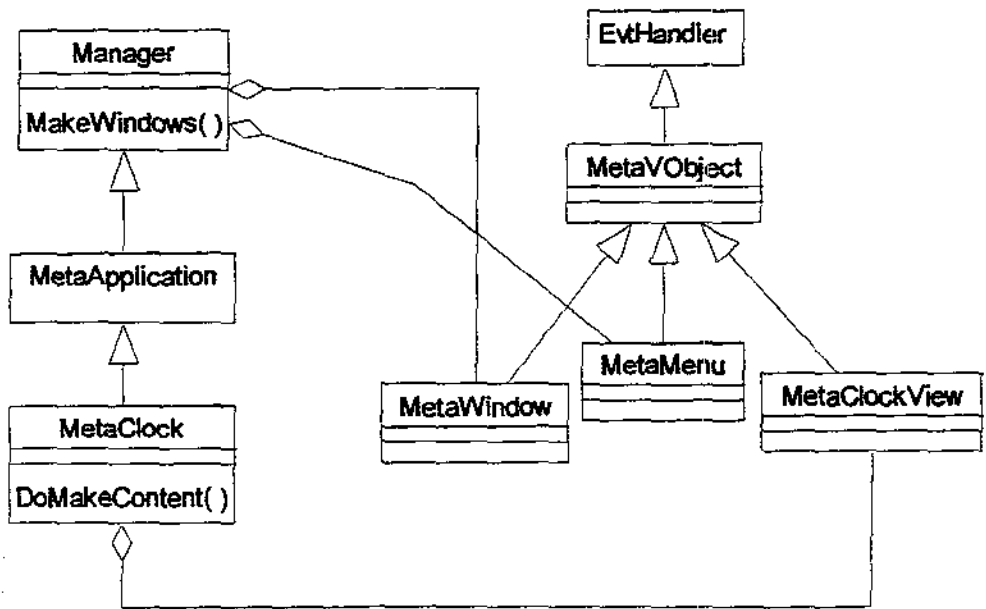 Manager
MakeWindows( )
EvtHandler
MetaVObject
MetaApplication
MetaWindow
MetaMenu
MetaClockView
MetaClock
DoMakeContent( )